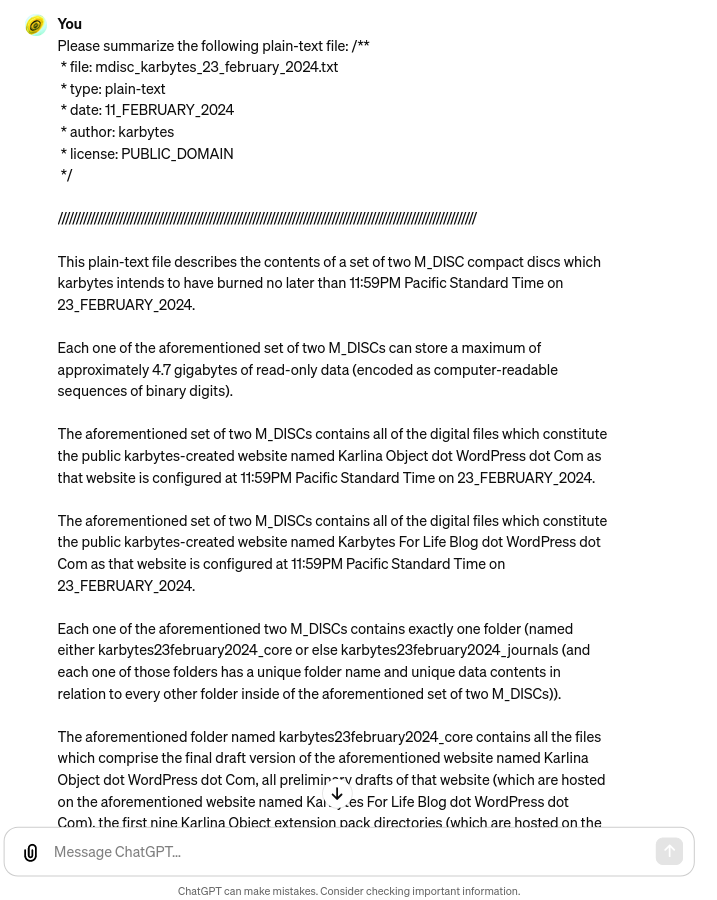 You
Please summarize the following plain-text file: /**
* file: mdisc_karbytes_23_february_2024.txt
* type: plain-text
* date: 11_FEBRUARY_2024
* author: karbytes
* license: PUBLIC_DOMAIN
*/
////////////////////////////////////////////////////////////////////////////////////////////////////////////////////////
This plain-text file describes the contents of a set of two M_DISC compact discs which
karbytes intends to have burned no later than 11:59PM Pacific Standard Time on
23_FEBRUARY_2024.
Each one of the aforementioned set of two M_DISCs can store a maximum of
approximately 4.7 gigabytes of read-only data (encoded as computer-readable
sequences of binary digits).
The aforementioned set of two M_DISCs contains all of the digital files which constitute
the public karbytes-created website named Karlina Object dot WordPress dot Com as
that website is configured at 11:59PM Pacific Standard Time on 23_FEBRUARY_2024.
The aforementioned set of two M_DISCs contains all of the digital files which constitute
the public karbytes-created website named Karbytes For Life Blog dot WordPress dot
Com as that website is configured at 11:59PM Pacific Standard Time on
23_FEBRUARY_2024.
Each one of the aforementioned two M_DISCs contains exactly one folder (named
either karbytes23february2024_core or else karbytes23february2024_journals (and
each one of those folders has a unique folder name and unique data contents in
relation to every other folder inside of the aforementioned set of two M_DISCs)).
The aforementioned folder named karbytes23february2024_core contains all the files
which comprise the final draft version of the aforementioned website named Karlina
Object dot WordPress dot Com, all preliminary drafts of that website (which are hosted
on the aforementioned website named Karbytes For Life Blog dot WordPress dot
Com), the first nine Karlina Object extension pack directories (which are hosted on the
Message ChatGPT...
ChatGPT can make mistakes. Consider checking important information.